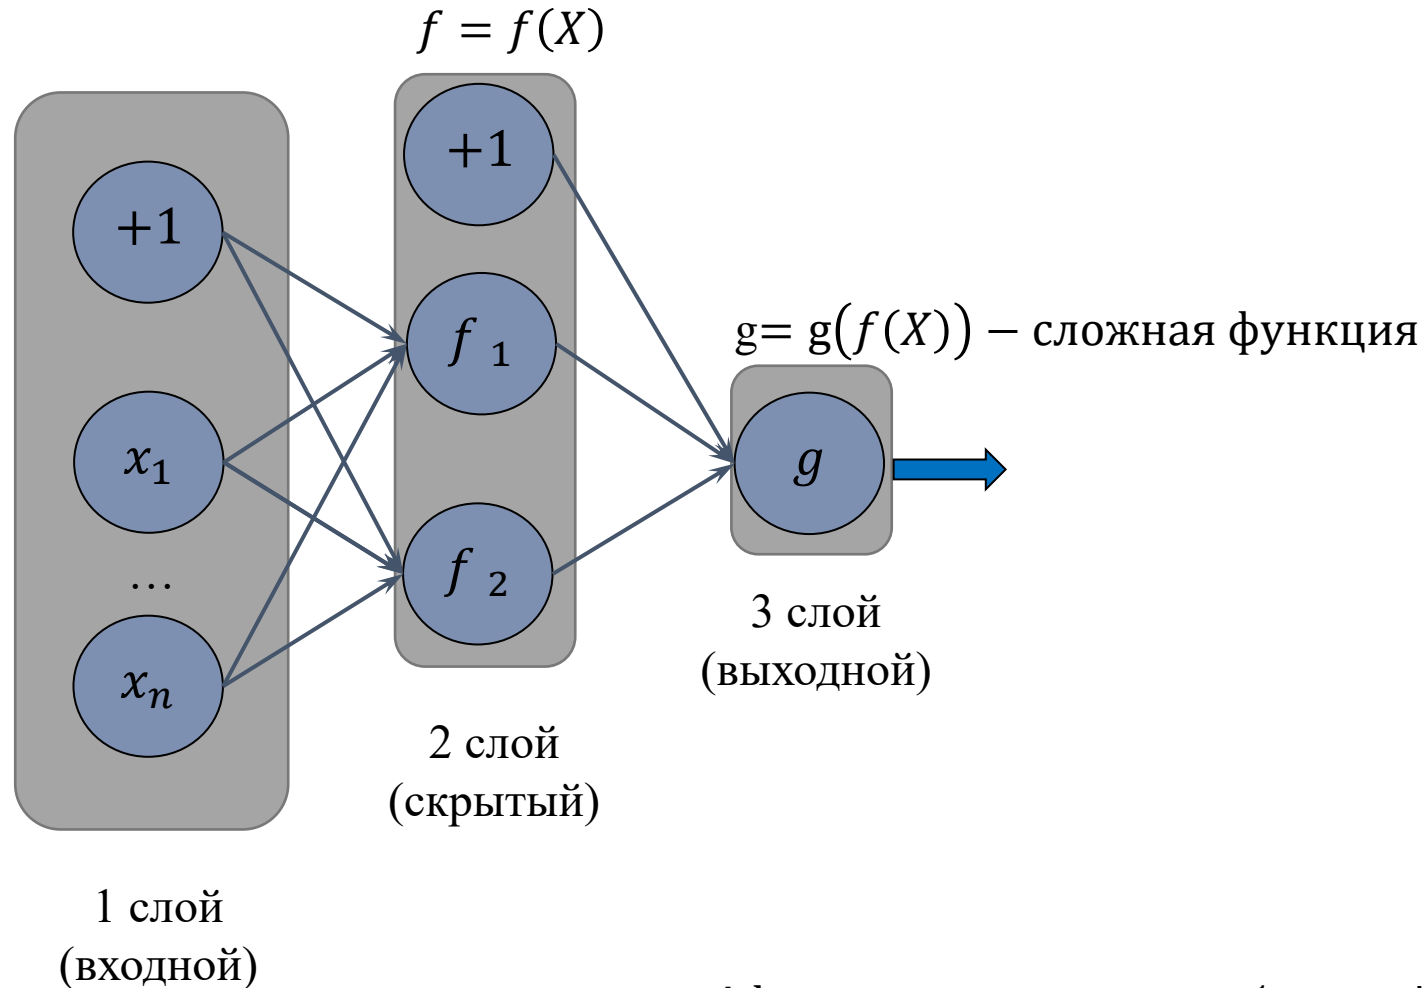 f = f(X)
+1
+1
f 1
g= g(f(X)) − сложная функция
x1
g
...
f 2
xn
3 слой
(выходной)
2 слой
(скрытый)
1 слой
(входной)